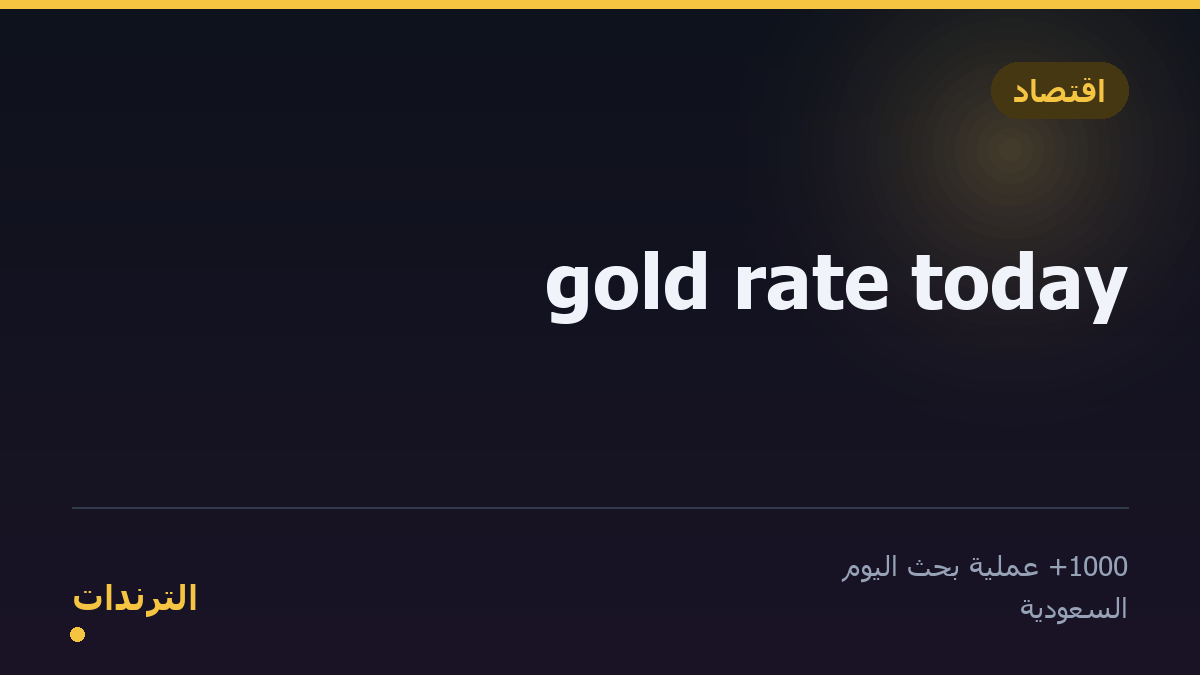 اقتصاد
gold rate today
1000+ عملية بحث اليوم
السعودية
الترندات